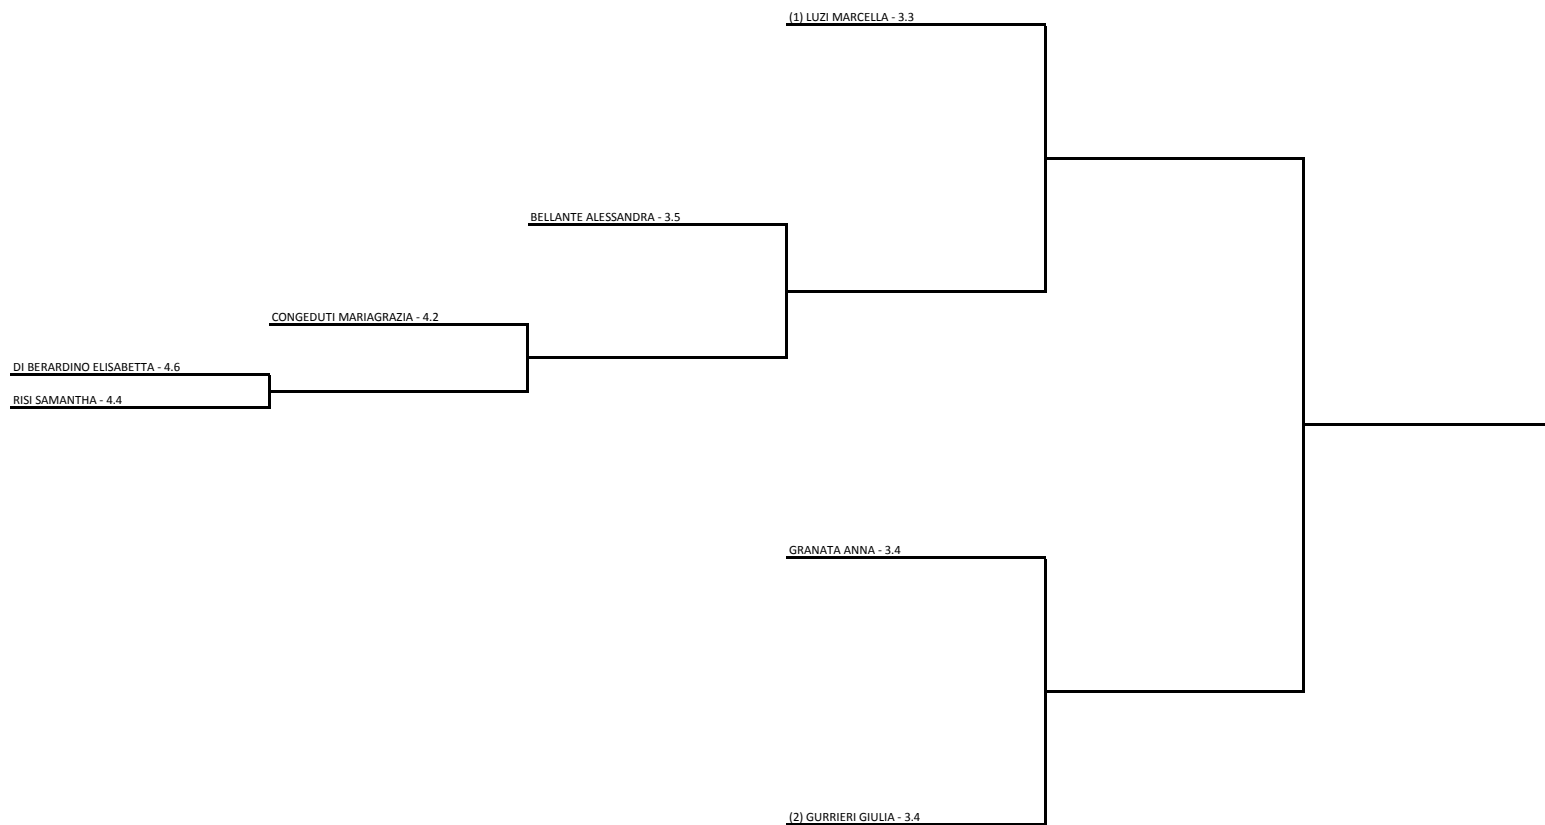 (1) LUZI MARCELLA - 3.3
BELLANTE ALESSANDRA - 3.5
CONGEDUTI MARIAGRAZIA - 4.2
DI BERARDINO ELISABETTA - 4.6
RISI SAMANTHA - 4.4
GRANATA ANNA - 3.4
(2) GURRIERI GIULIA - 3.4